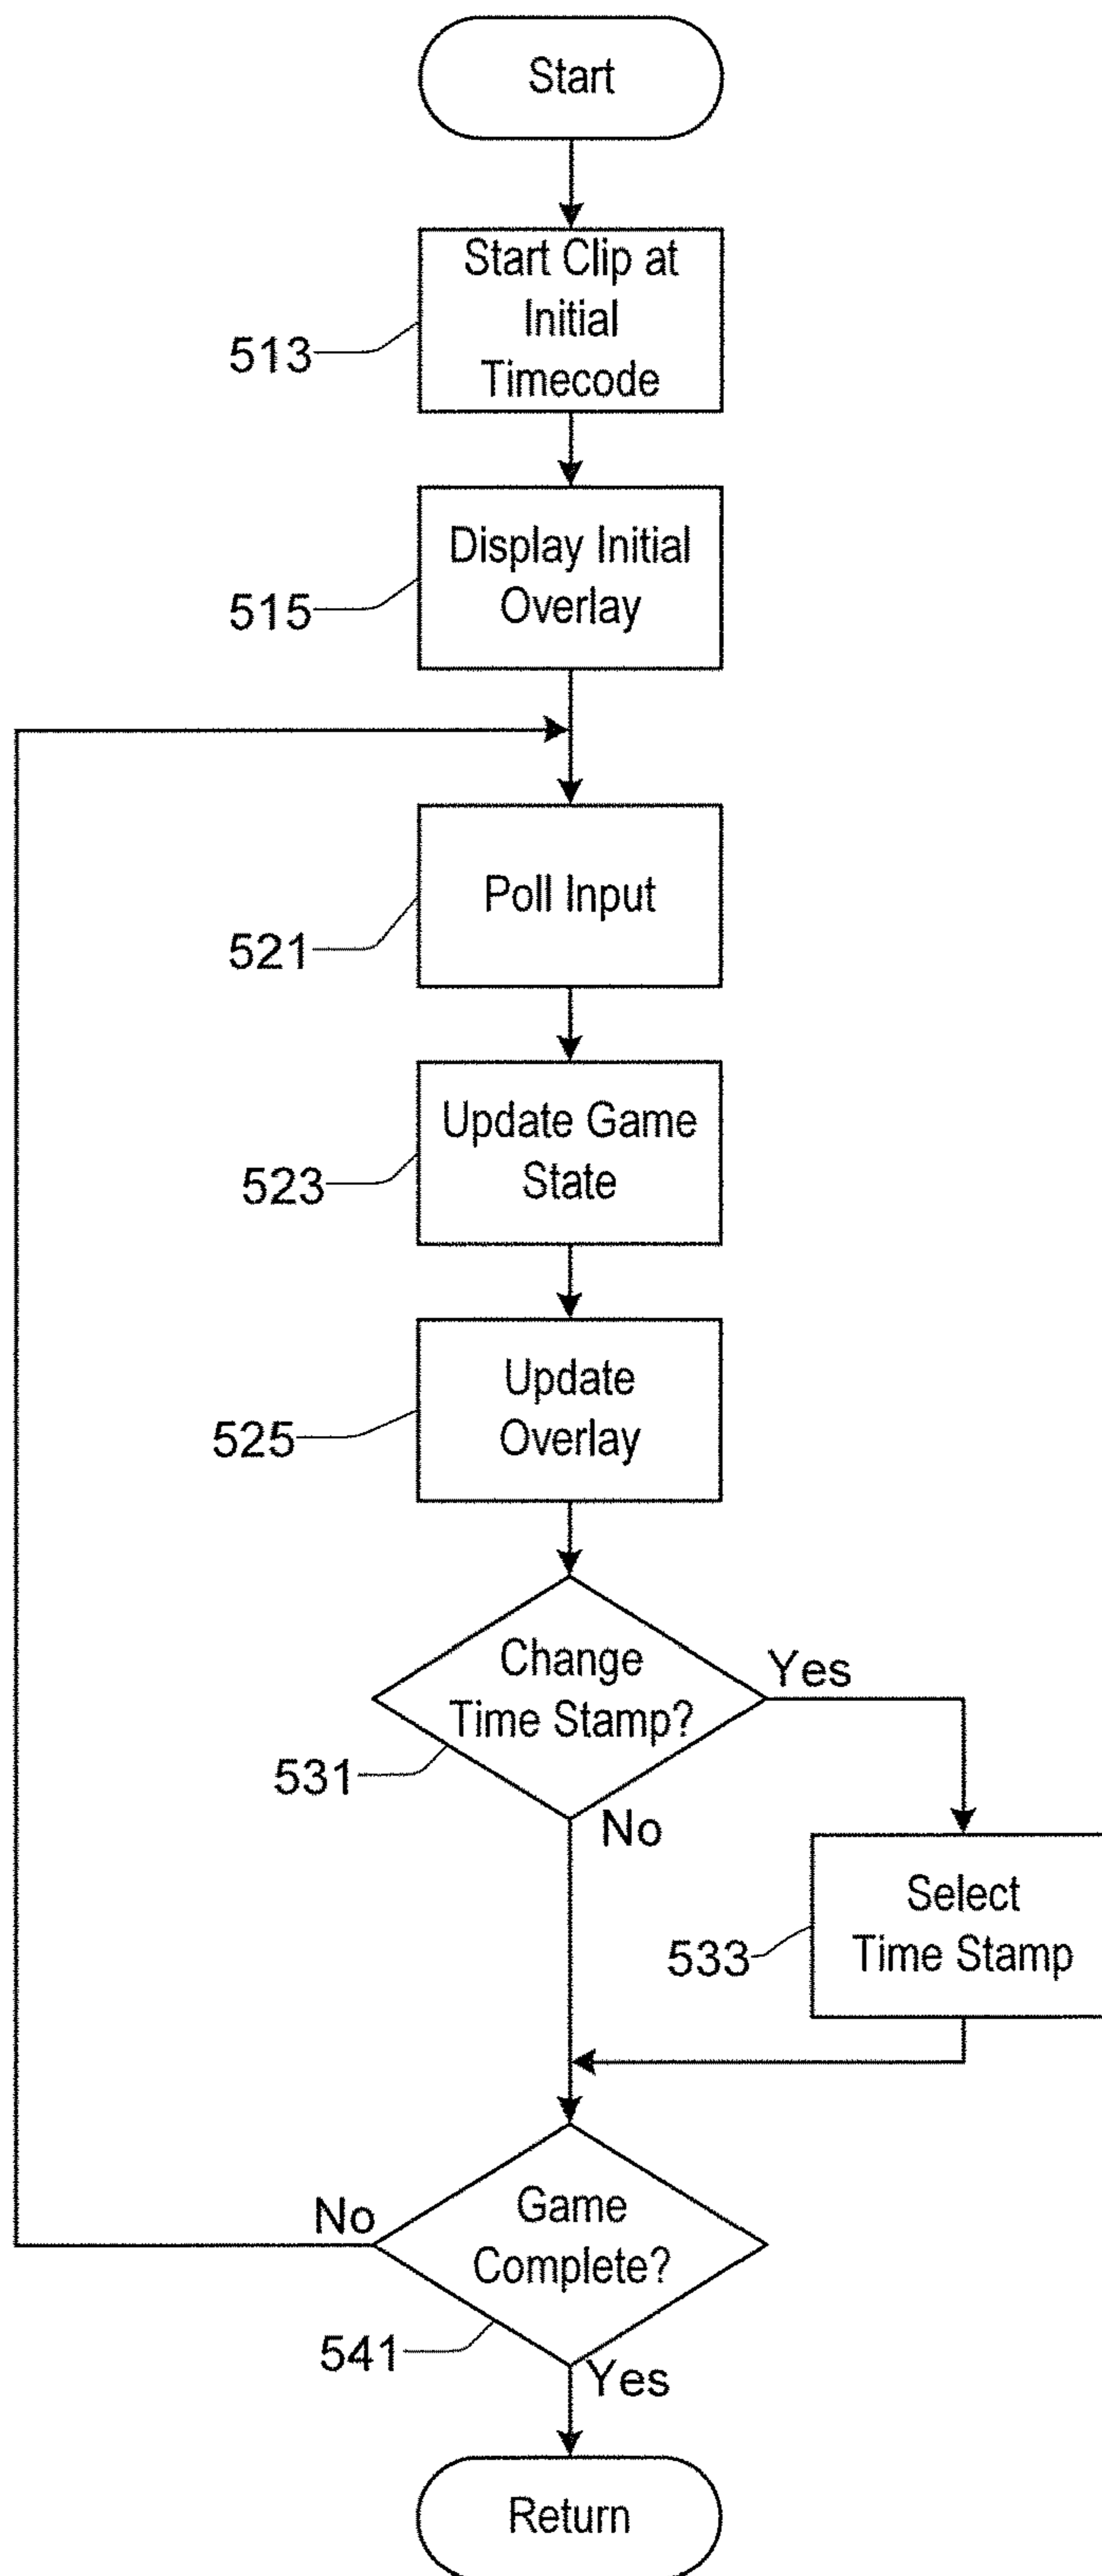 Start
Start Clip at
Initial
Timecode
513
Display Initial
Overlay
515
Poll Input
521
Update Game
State
523
Update
Overlay
525
Change
Time Stamp?
Yes
531
No
Select
Time Stamp
533
Game
Complete?
No
541
Yes
Return